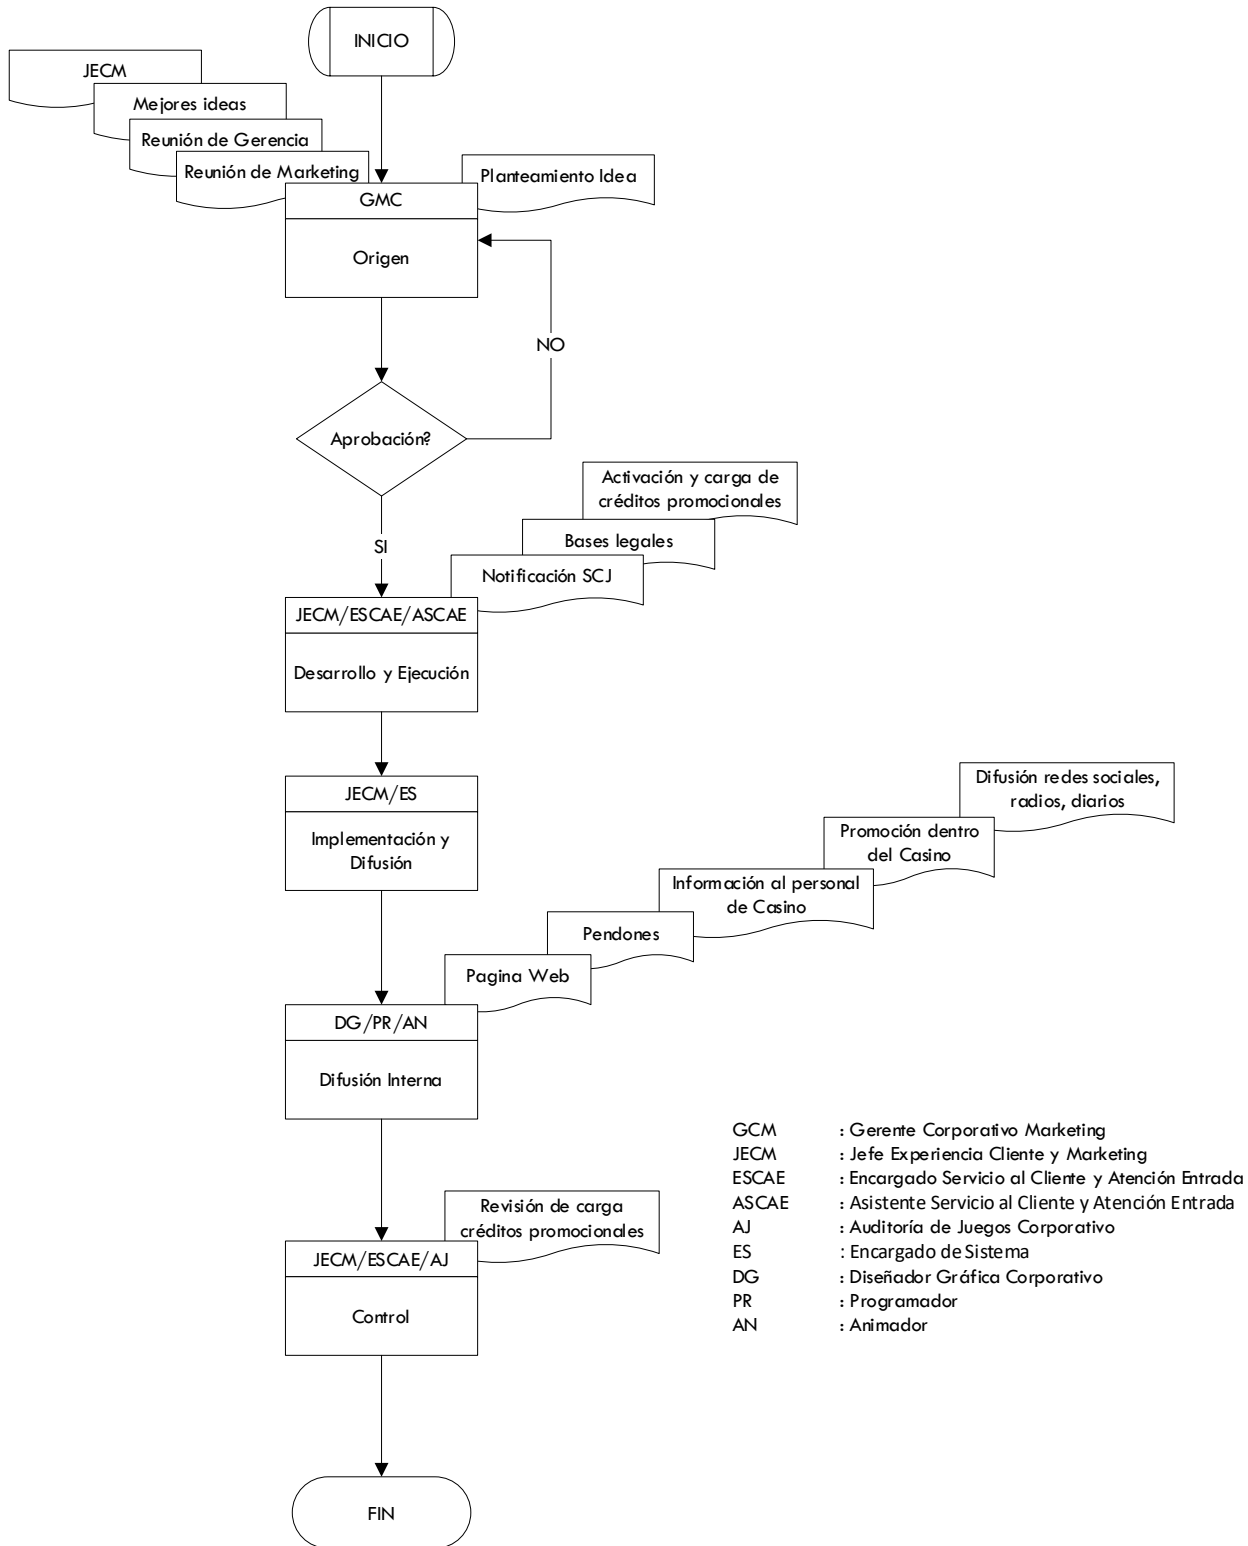 INICIO
JECM
Mejores ideas
Reunión de Gerencia
Reunión de Marketing
Planteamiento Idea
GMC
Origen
NO
Aprobación?
SI
Activación y carga de
créditos promocionales
Bases legales
Notificación SCJ
JECM/ESCAE/ASCAE
Desarrollo y Ejecución
JECM/ES
Implementación y
Difusión
Difusión redes sociales,
radios, diarios
Promoción dentro
del Casino
Información al personal
de Casino
Pendones
Pagina Web
DG/PR/AN
Difusión Interna
Revisión de carga
créditos promocionales
JECM/ESCAE/AJ
Control
FIN
GCM : Gerente Corporativo Marketing
JECM : Jefe Experiencia Cliente y Marketing
ESCAE : Encargado Servicio al Cliente y Atención Entrada
ASCAE : Asistente Servicio al Cliente y Atención Entrada
AJ : Auditoría de Juegos Corporativo
ES : Encargado de Sistema
DG : Diseñador Gráfica Corporativo
PR : Programador
AN : Animador